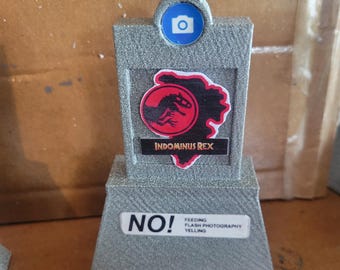 INDOMINUS REX
NO!
FEEDING
FLASH PHOTOGRAPHY
YELLING